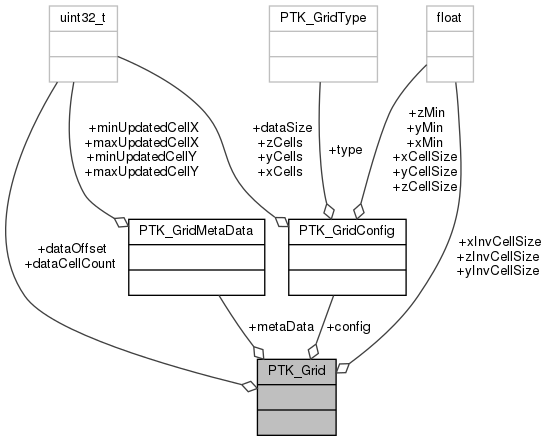 uint32_t
PTK_GridType
float
+minUpdatedCellX
+maxUpdatedCellX
+minUpdatedCellY
+maxUpdatedCellY
+dataSize
+zCells
+yCells
+xCells
+type
+zMin
+yMin
+xMin
+xCellSize
+yCellSize
+zCellSize
+dataOffset
+dataCellCount
PTK_GridMetaData
PTK_GridConfig
+xInvCellSize
+zInvCellSize
+yInvCellSize
+metaData
+config
PTK_Grid